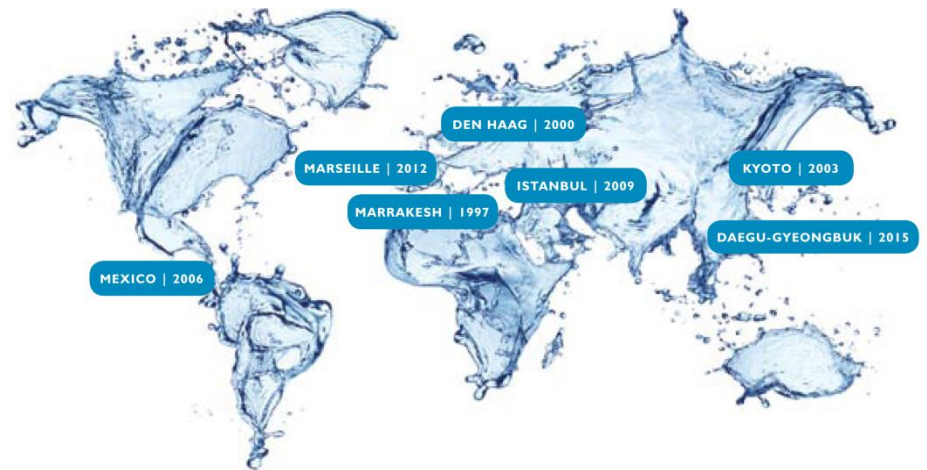 DEN HAAG | 2000
MARSEILLE | 2012
KYOTO | 2003
ISTANBUL | 2009
MARRAKESH | 1997
DAEGU-GYEONGBUK | 2015
MEXICO | 2006